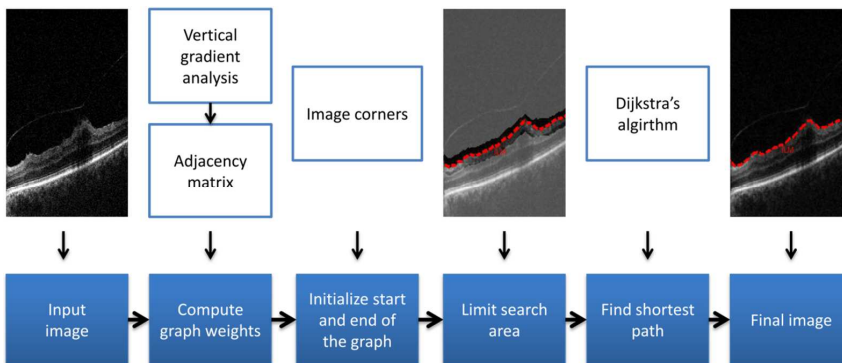 Vertical
gradient
analysis
Adjacency
matrix
Image corners
Dijkstra's
algirthm
Input
image
Compute
graph weights
Initialize start
and end of
the graph
Limit search
area
Find shortest
path
Final image